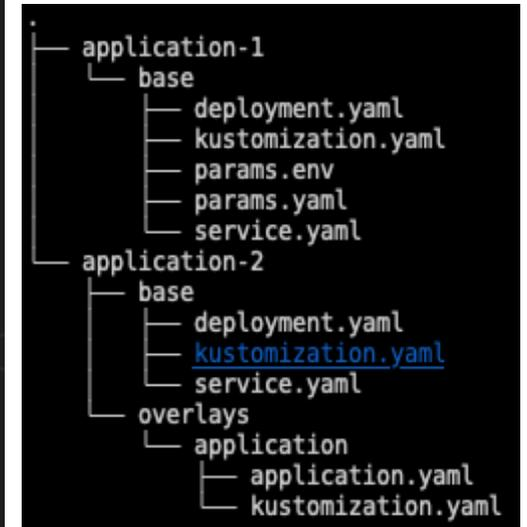 .
├── application-1
│   └── base
│       ├── deployment.yaml
│       ├── kustomization.yaml
│       ├── params.env
│       ├── params.yaml
│       └── service.yaml
└── application-2
    ├── base
    │   ├── deployment.yaml
    │   ├── kustomization.yaml
    │   └── service.yaml
    └── overlays
        └── application
            ├── application.yaml
            └── kustomization.yaml